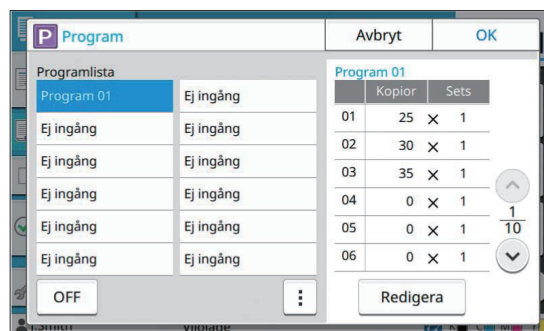 P Program Avbryt OK
Programlista
Program 01 Ej ingång
Ej ingång Ej ingång
Ej ingång Ej ingång
Ej ingång Ej ingång
Ej ingång Ej ingång
Ej ingång Ej ingång
OFF
Program 01
Kopior Sets
01 25 × 1
02 30 × 1
03 35 × 1
04 0 × 1
05 0 × 1
06 0 × 1
1
10
Redigera
J.Smith